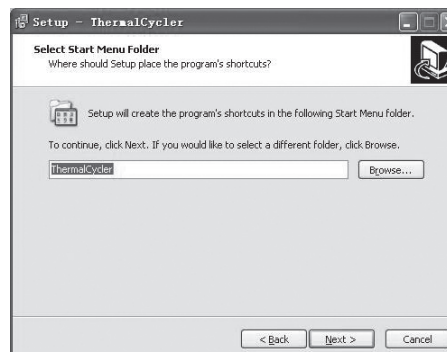 Setup - ThermalCycler
Select Start Menu Folder
Where should Setup place the program's shortcuts?
Setup will create the program's shortcuts in the following Start Menu folder.
To continue, click Next. If you would like to select a different folder, click Browse.
ThermalCycler
Browse...
< Back
Next >
Cancel